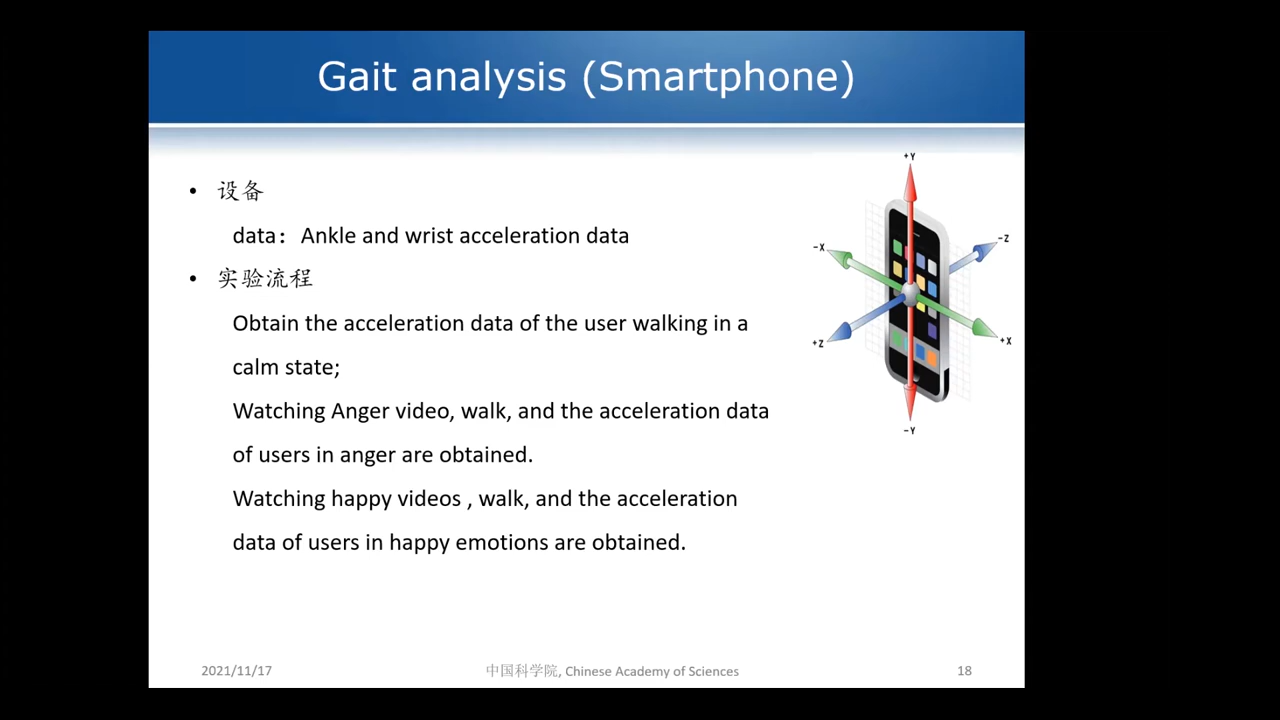 Gait analysis (Smartphone)
• 设备
data： Ankle and wrist acceleration data
• 实验流程
Obtain the acceleration data of the user walking in a
calm state;
Watching Anger video, walk, and the acceleration data
of users in anger are obtained.
Watching happy videos , walk, and the acceleration
data of users in happy emotions are obtained.
+Y
-X
-Z
+Z
+X
-Y
2021/11/17
中国科学院, Chinese Academy of Sciences
18